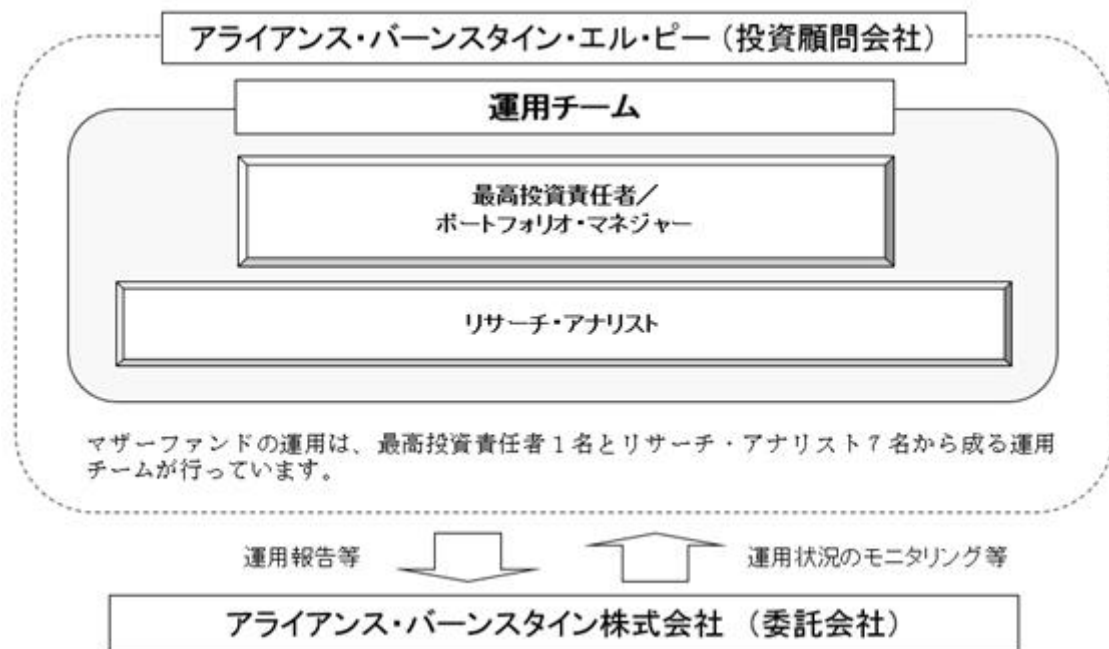 アライアンス・バーンスタイン・エル・ピー（投資顧問会社）
運用チーム
最高投資責任者／
ポートフォリオ・マネジャー
リサーチ・アナリスト
マザーファンドの運用は、最高投資責任者１名とリサーチ・アナリスト７名から成る運用
チームが行っています。
運用報告等
運用状況のモニタリング等
アライアンス・バーンスタイン株式会社 （委託会社）